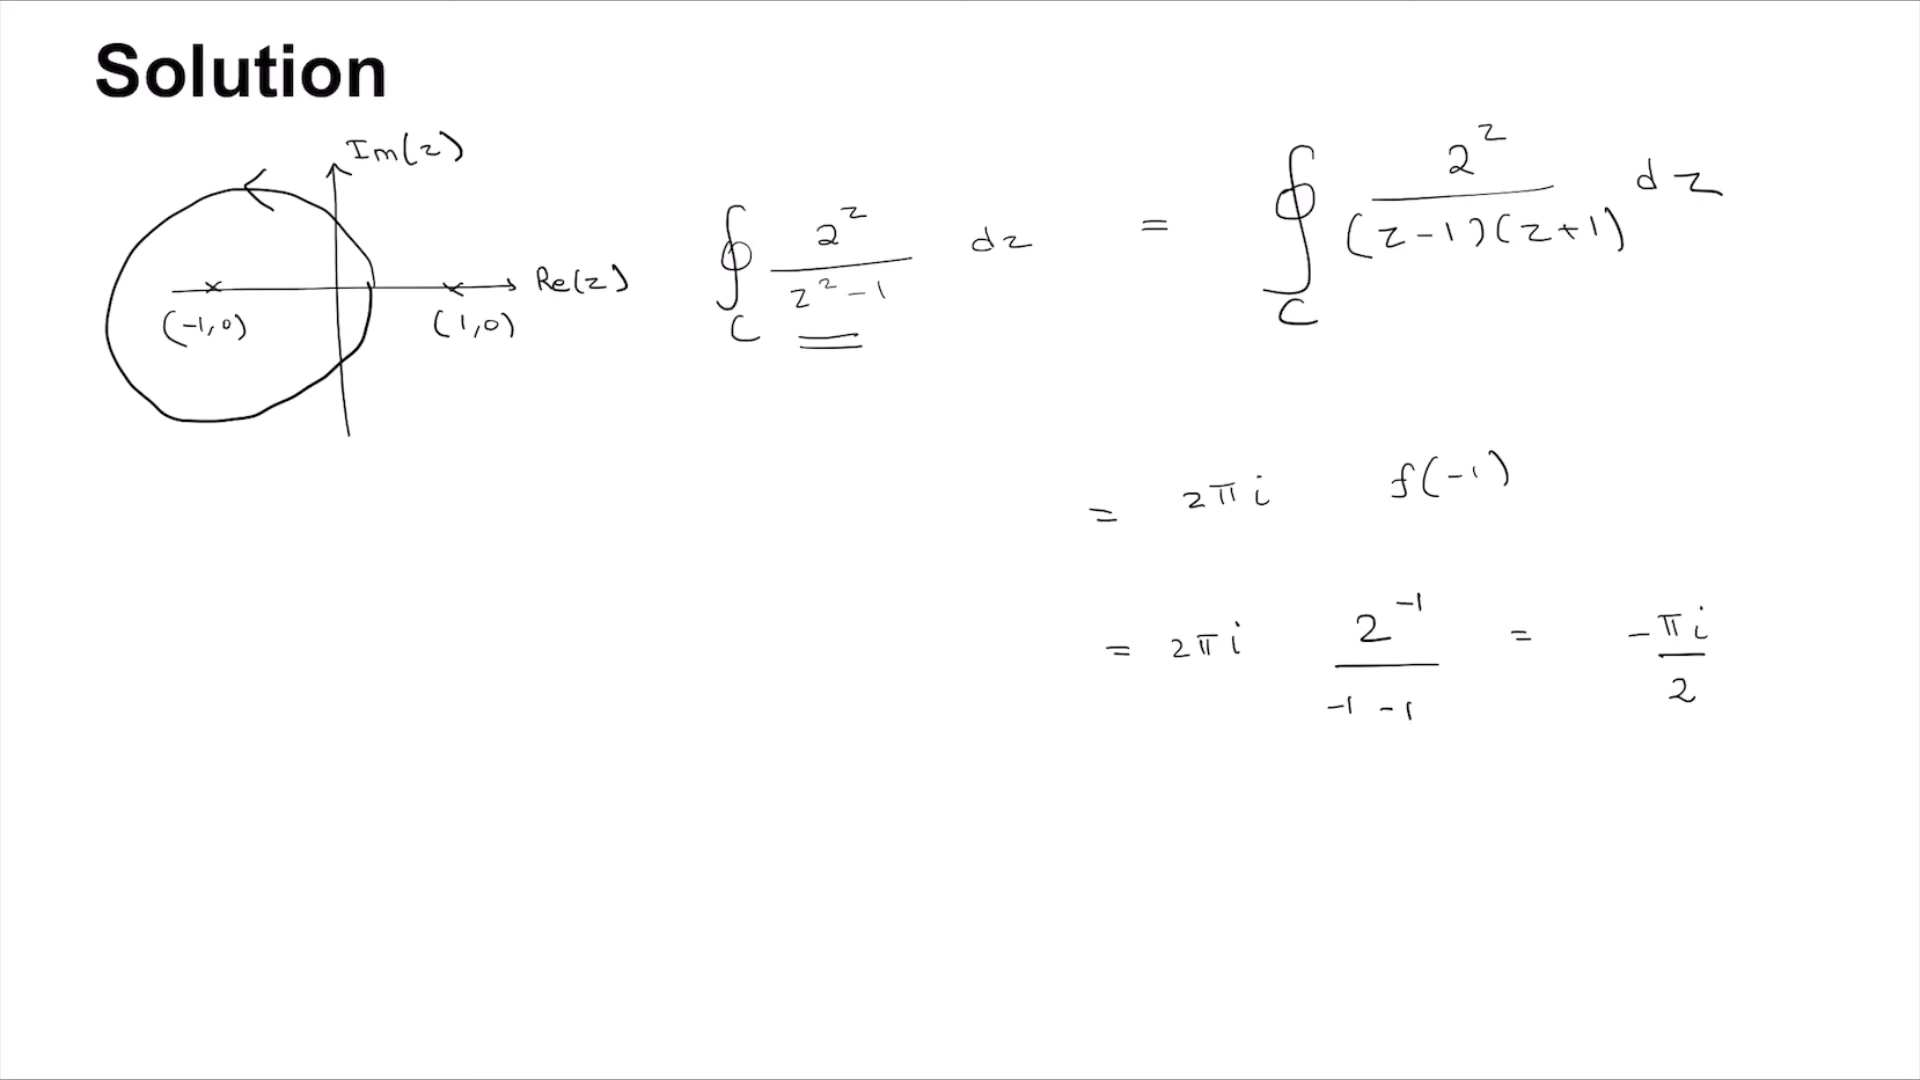 Solution
Im(z)
Re(z)
(-1,0) (1,0)
∮_C 2^z / (z^2 - 1) dz = ∮_C 2^z / ((z-1)(z+1)) dz
= 2πi f(-1)
= 2πi 2^-1 / (-1 -1) = -πi / 2